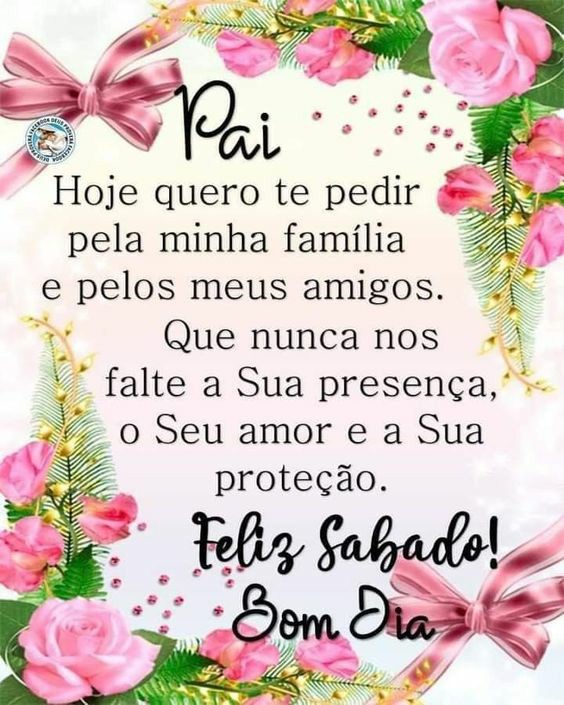 Pai
Hoje quero te pedir
pela minha família
e pelos meus amigos.
Que nunca nos
falte a Sua presença,
o Seu amor e a Sua
proteção.
Feliz Sabado!
Bom Dia